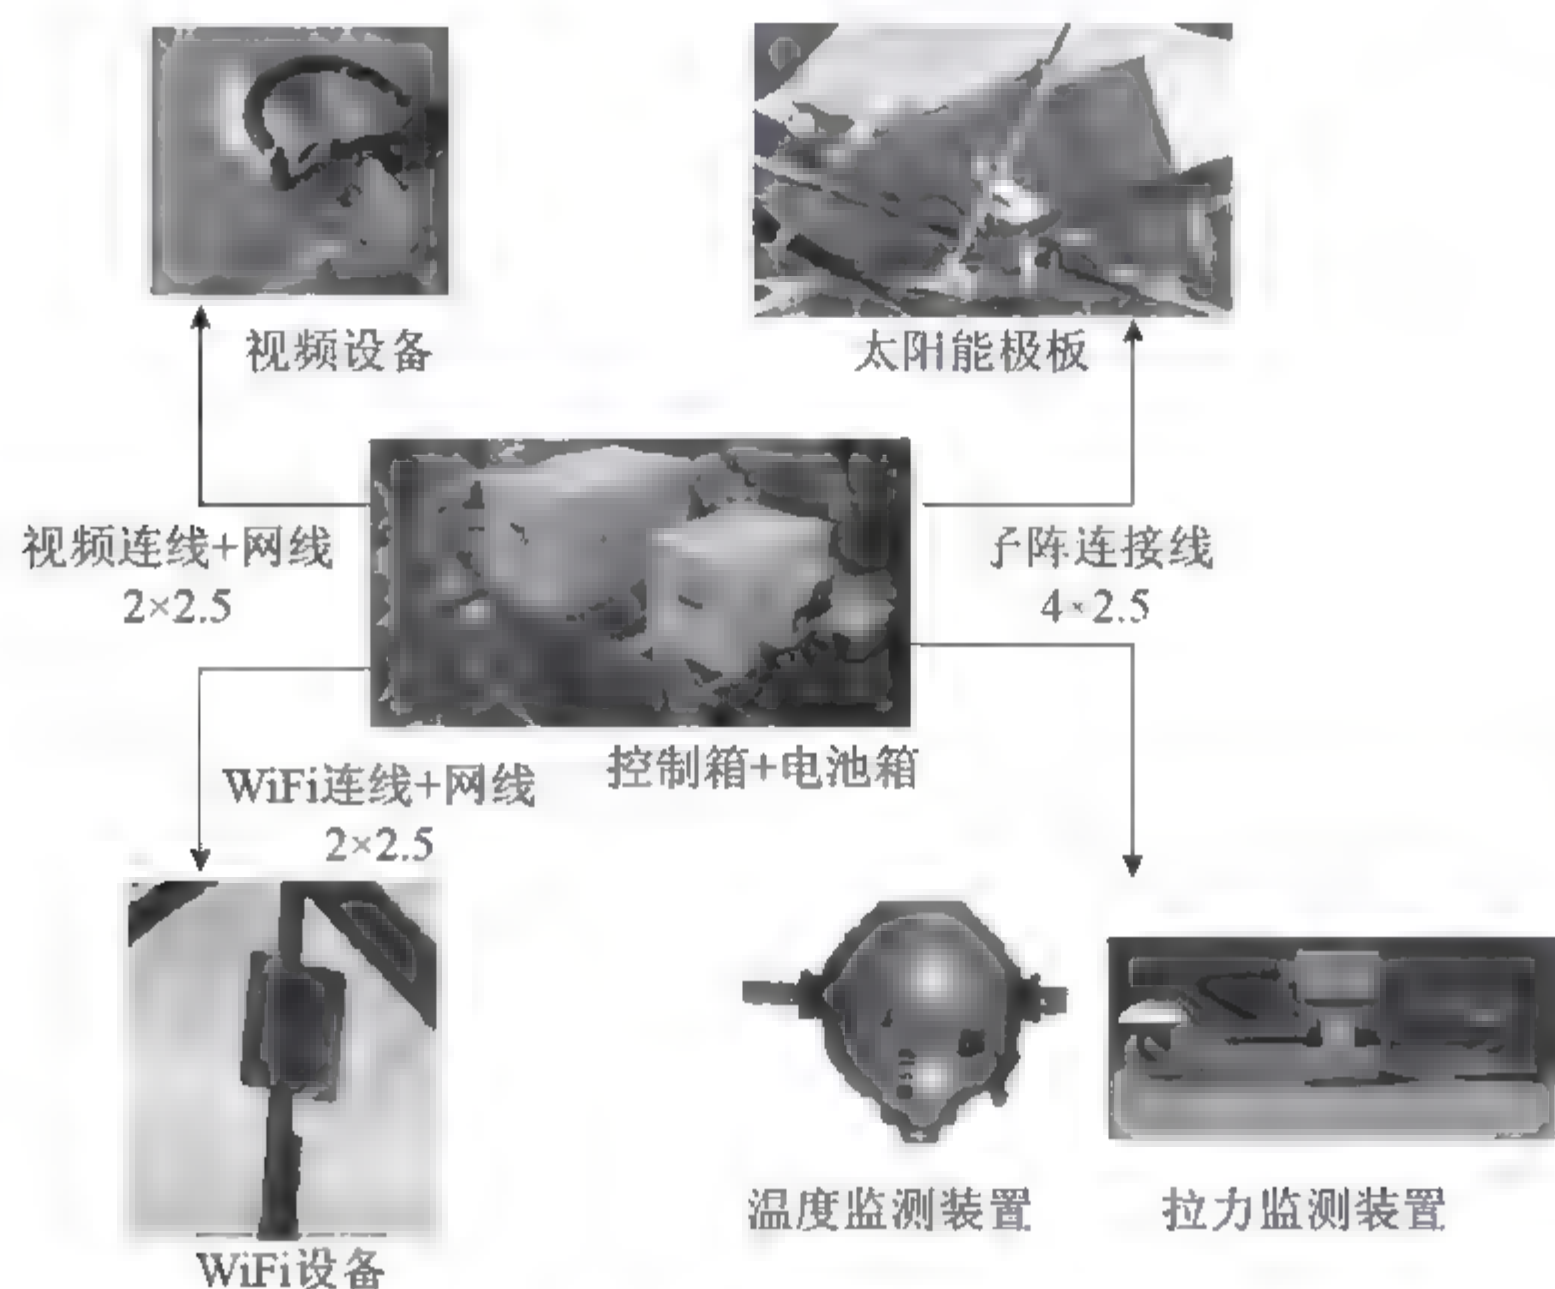 视频设备
太阳能极板
视频连线+网线
2×2.5
子阵连接线
4×2.5
控制箱+电池箱
WiFi连线+网线
2×2.5
温度监测装置
拉力监测装置
WiFi设备